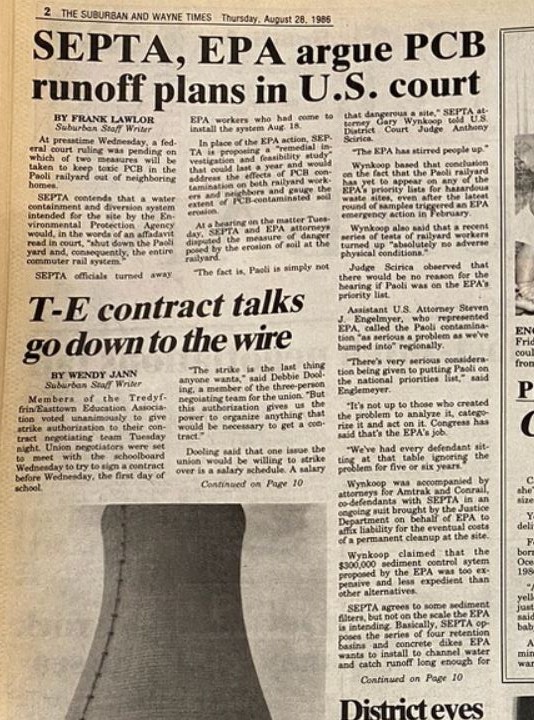 2 THE SUBURBAN AND WAYNE TIMES Thursday, August 28, 1986
SEPTA, EPA argue PCB
runoff plans in U.S. court
BY FRANK LAWLOR
Suburban Staff Writer
At presstime Wednesday, a fed-
eral court ruling was pending on
which of two measures will be
taken to keep toxic PCB in the
Paoli railyard out of neighboring
homes.
SEPTA contends that a water
containment and diversion system
intended for the site by the En-
vironmental Protection Agency
would, in the words of an affadavit
read in court, "shut down the Paoli
yard and, consequently, the entire
commuter rail system."
SEPTA officials turned away
EPA workers who had come to
install the system Aug. 18.
In place of the EPA action, SEP-
TA is proposing a "remedial in-
vestigation and feasibility study"
that could last a year and would
address the effects of PCB con-
tamination on both railyard work-
ers and neighbors and gauge the
extent of PCB-contaminated soil
erosion.
At a hearing on the matter Tues-
day, SEPTA and EPA attorneys
disputed the measure of danger
posed by the erosion of soil at the
railyard.
"The fact is, Paoli is simply not
that dangerous a site," SEPTA at-
torney Gary Wynkoop told U.S.
District Court Judge Anthony
Scirica.
"The EPA has stirred people up."
Wynkoop based that conclusion
on the fact that the Paoli railyard
has yet to appear on any of the
EPA's priority lists for hazardous
waste sites, even after the latest
round of samples triggered an EPA
emergency action in February.
Wynkoop also said that a recent
series of tests of railyard workers
turned up "absolutely no adverse
physical conditions."
Judge Scirica observed that
there would be no reason for the
hearing if Paoli was on the EPA's
priority list.
Assistant U.S. Attorney Steven
J. Engelmyer, who represented
EPA, called the Paoli contamina-
tion "as serious a problem as we've
bumped into" regionally.
"There's very serious considera-
tion being given to putting Paoli on
the national priorities list," said
Englemeyer.
"It's not up to those who created
the problem to analyze it, catego-
rize it and act on it. Congress has
said that's the EPA's job.
"We've had every defendant sit-
ting at that table ignoring the
problem for five or six years."
Wynkoop was accompanied by
attorneys for Amtrak and Conrail,
co-defendants with SEPTA in an
ongoing suit brought by the Justice
Department on behalf of EPA to
affix liability for the eventual costs
of a permanent cleanup at the site.
Wynkoop claimed that the
$300,000 sediment control sytem
proposed by the EPA was too ex-
pensive and less expedient than
other alternatives.
SEPTA agrees to some sediment
filters, but not on the scale the EPA
is intending. Basically, SEPTA op-
poses the series of four retention
basins and concrete dikes EPA
wants to install to channel water
and catch runoff long enough for
Continued on Page 10
T-E contract talks
go down to the wire
BY WENDY JANN
Suburban Staff Writer
Members of the Tredyf-
frin/Easttown Education Associa-
tion voted unanimously to give
strike authorization to their con-
tract negotiating team Tuesday
night. Union negotiators were set
to meet with the schoolboard
Wednesday to try to sign a contract
before Wednesday, the first day of
school.
"The strike is the last thing
anyone wants," said Debbie Dool-
ing, a member of the three-person
negotiating team for the union. "But
this authorization gives us the
power to organize anything that
would be necessary to get a con-
tract."
Dooling said that one issue the
union would be willing to strike
over is a salary schedule. A salary
Continued on Page 10
District eyes